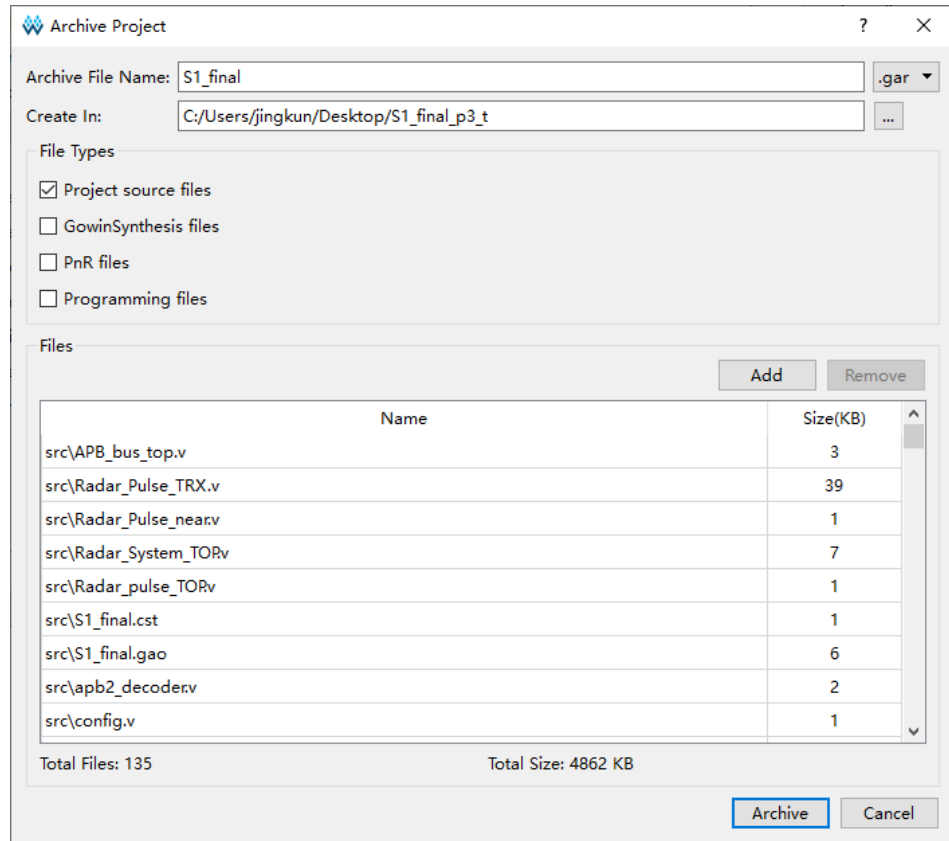 Archive Project
Archive File Name: S1_final .gar
Create In: C:/Users/jingkun/Desktop/S1_final_p3_t ...
File Types
Project source files
GowinSynthesis files
PnR files
Programming files
Files
Add Remove
Name Size(KB)
src\APB_bus_top.v 3
src\Radar_Pulse_TRX.v 39
src\Radar_Pulse_near.v 1
src\Radar_System_TOP.v 7
src\Radar_pulse_TOP.v 1
src\S1_final.cst 1
src\S1_final.gao 6
src\apb2_decoder.v 2
src\config.v 1
Total Files: 135 Total Size: 4862 KB
Archive Cancel